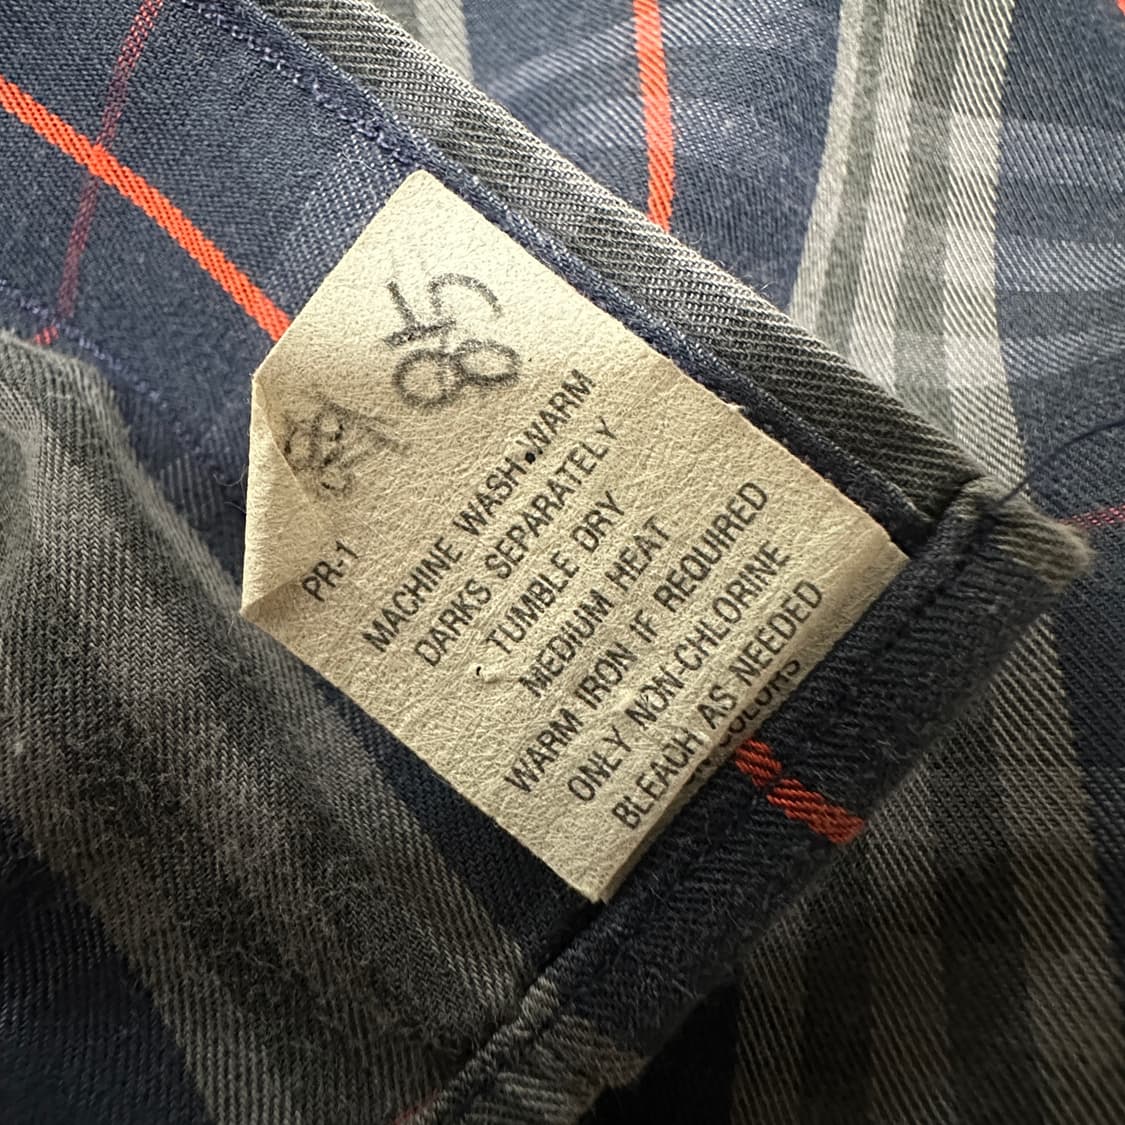 PR-1
MACHINE WASH WARM
DARKS SEPARATELY
TUMBLE DRY
MEDIUM HEAT
WARM IRON IF REQUIRED
ONLY NON-CHLORINE
BLEACH AS NEEDED
COLORS